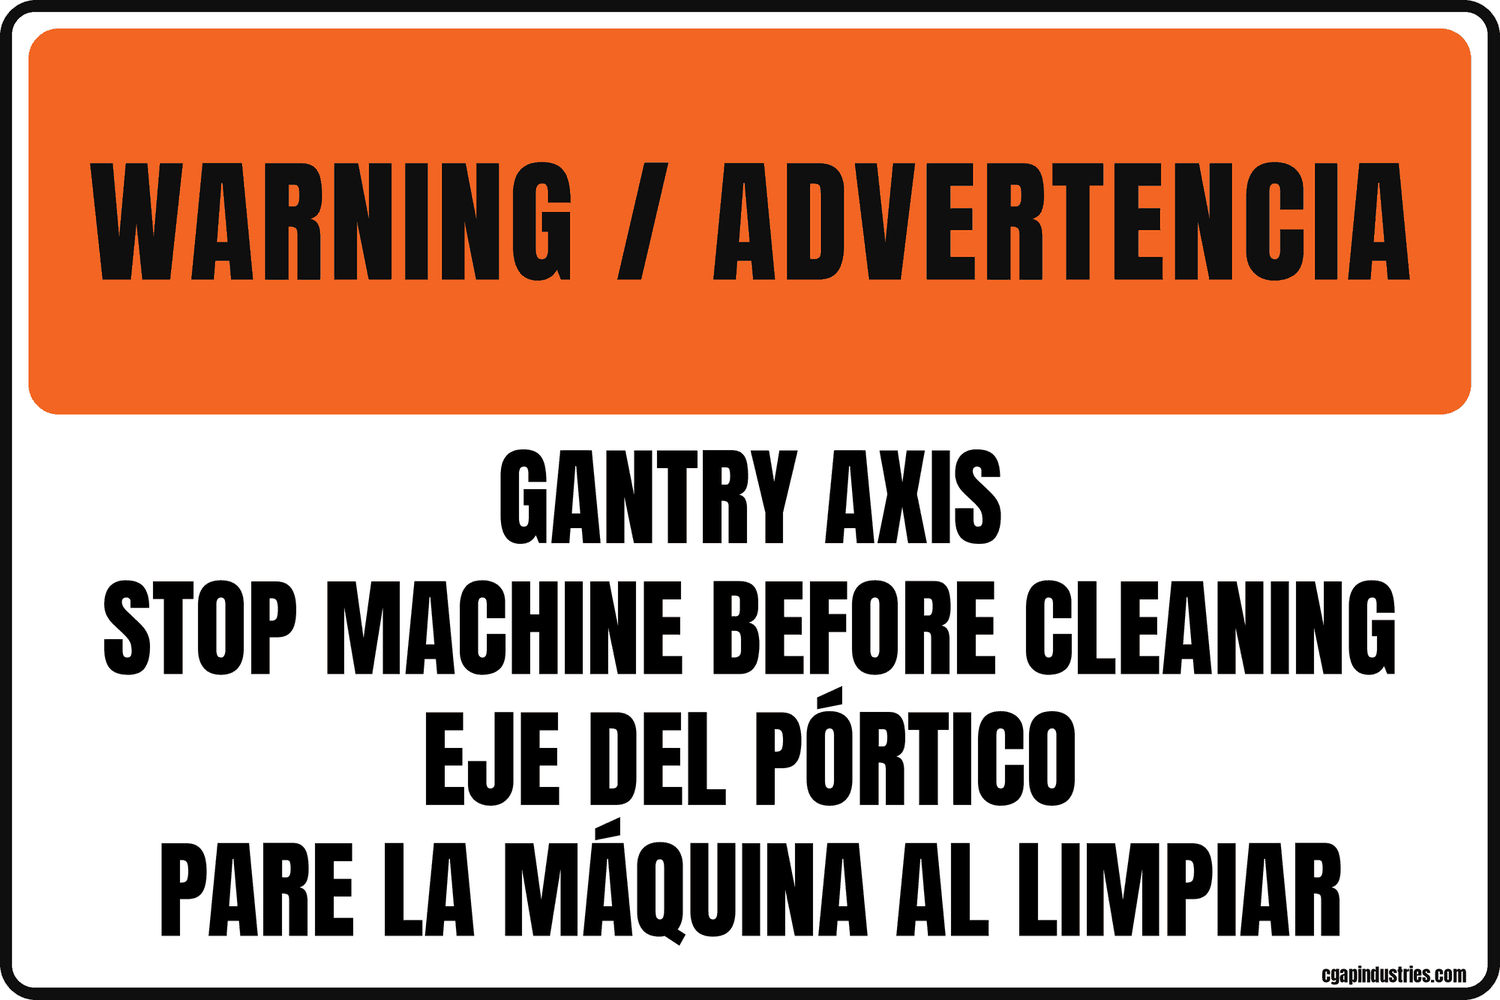 WARNING / ADVERTENCIA
GANTRY AXIS
STOP MACHINE BEFORE CLEANING
EJE DEL PÓRTICO
PARE LA MÁQUINA AL LIMPIAR
cgapindustries.com